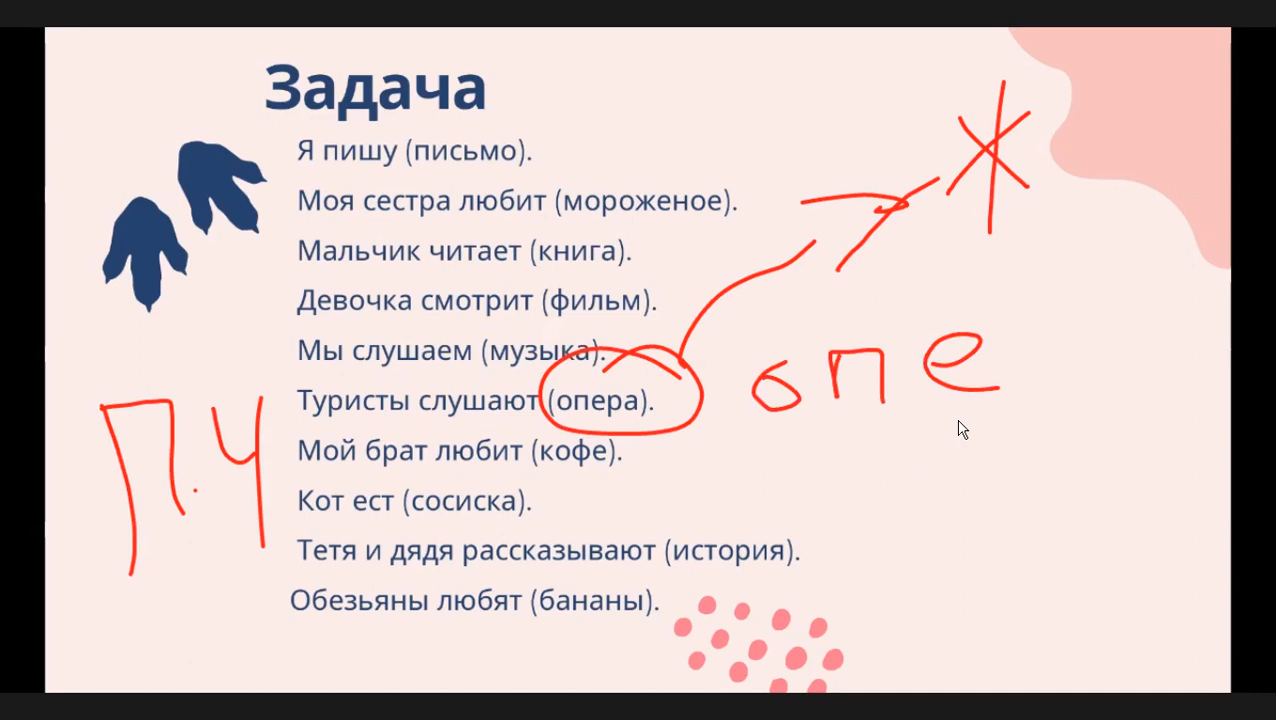 Задача
Я пишу (письмо).
Моя сестра любит (мороженое).
Мальчик читает (книга).
Девочка смотрит (фильм).
Мы слушаем (музыка).
Туристы слушают (опера).
Мой брат любит (кофе).
Кот ест (сосиска).
Тетя и дядя рассказывают (история).
Обезьяны любят (бананы).
Ж
опе
П.Ч